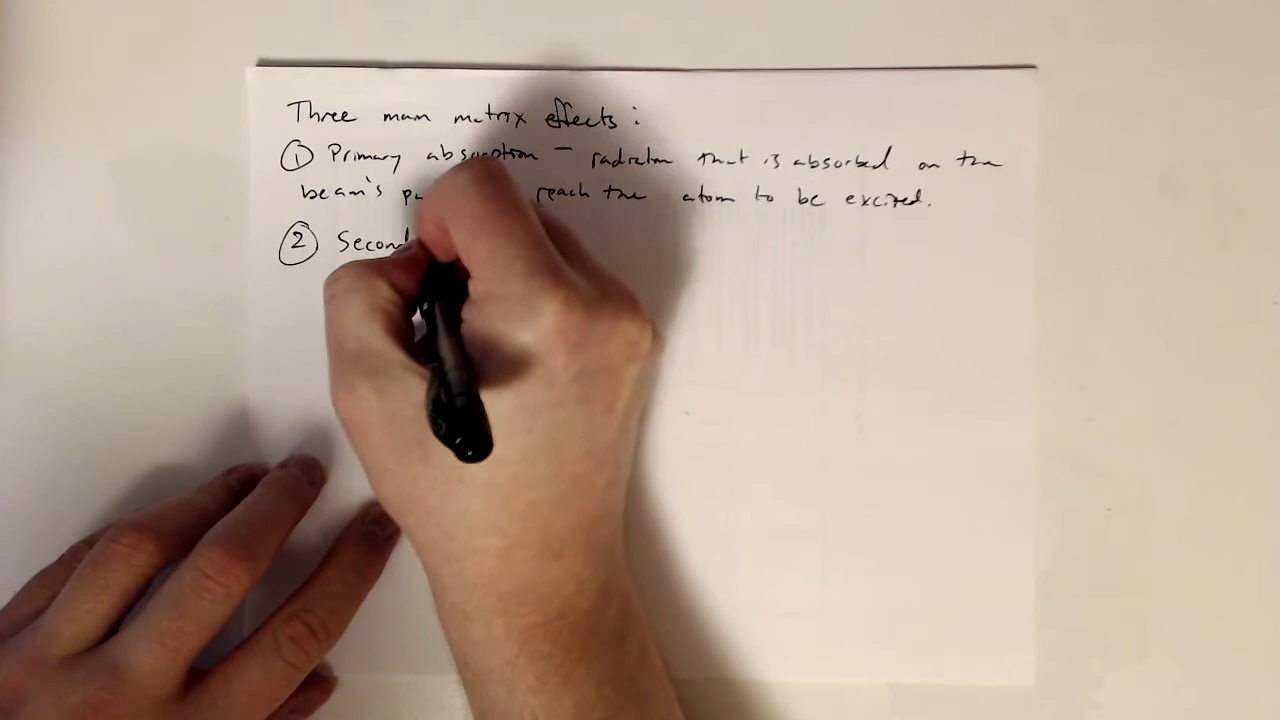 Three main matrix effects:
① Primary absorption – radiation that is absorbed on the
beam's reach the atom to be excited.
②